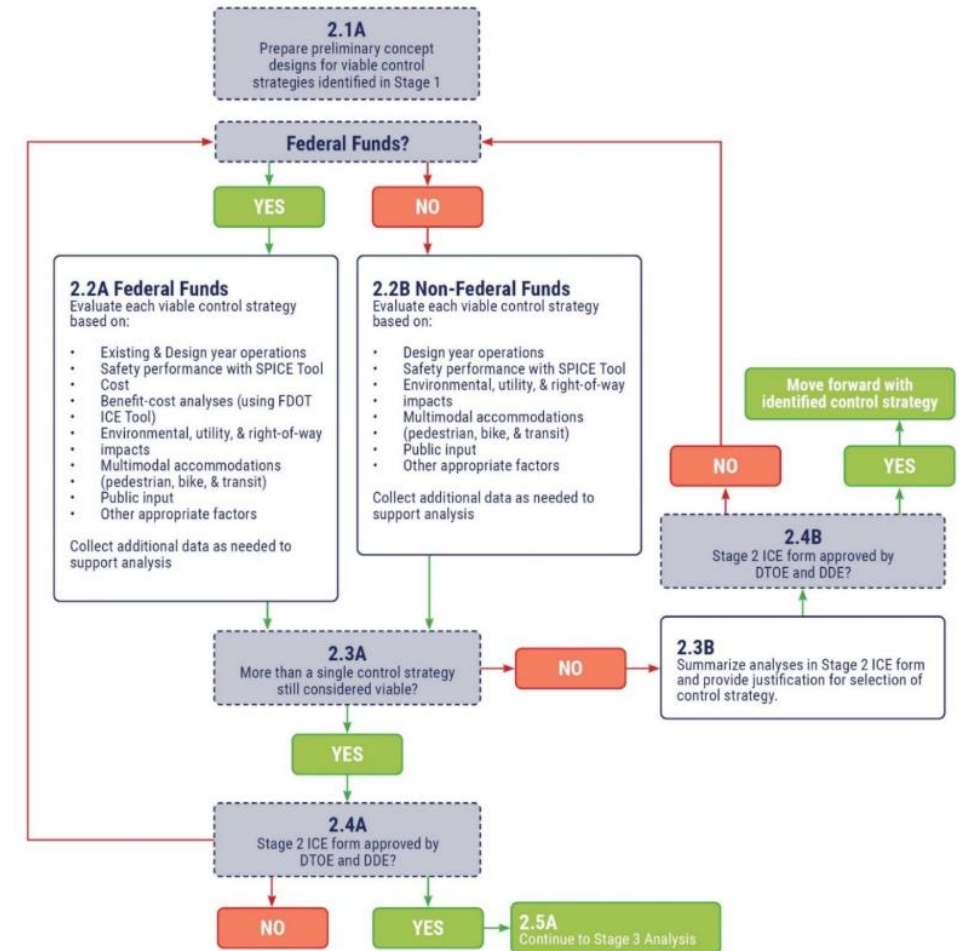 2.1A
Prepare preliminary concept
designs for viable control
strategies identified in Stage 1
Federal Funds?
YES
NO
2.2A Federal Funds
Evaluate each viable control strategy
based on:
• Existing & Design year operations
• Safety performance with SPICE Tool
• Cost
• Benefit-cost analyses (using FDOT
• ICE Tool)
• Environmental, utility, & right-of-way
• impacts
• Multimodal accommodations
• (pedestrian, bike, & transit)
• Public input
• Other appropriate factors
Collect additional data as needed to
support analysis
2.2B Non-Federal Funds
Evaluate each viable control strategy
based on:
• Design year operations
• Safety performance with SPICE Tool
• Environmental, utility, & right-of-way
• impacts
• Multimodal accommodations
• (pedestrian, bike, & transit)
• Public input
• Other appropriate factors
Collect additional data as needed to
support analysis
Move forward with
identified control strategy
NO
YES
2.4B
Stage 2 ICE form approved by
DTOE and DDE?
2.3A
More than a single control strategy
still considered viable?
NO
2.3B
Summarize analyses in Stage 2 ICE form
and provide justification for selection of
control strategy.
YES
2.4A
Stage 2 ICE form approved by
DTOE and DDE?
NO
YES
2.5A
Continue to Stage 3 Analysis